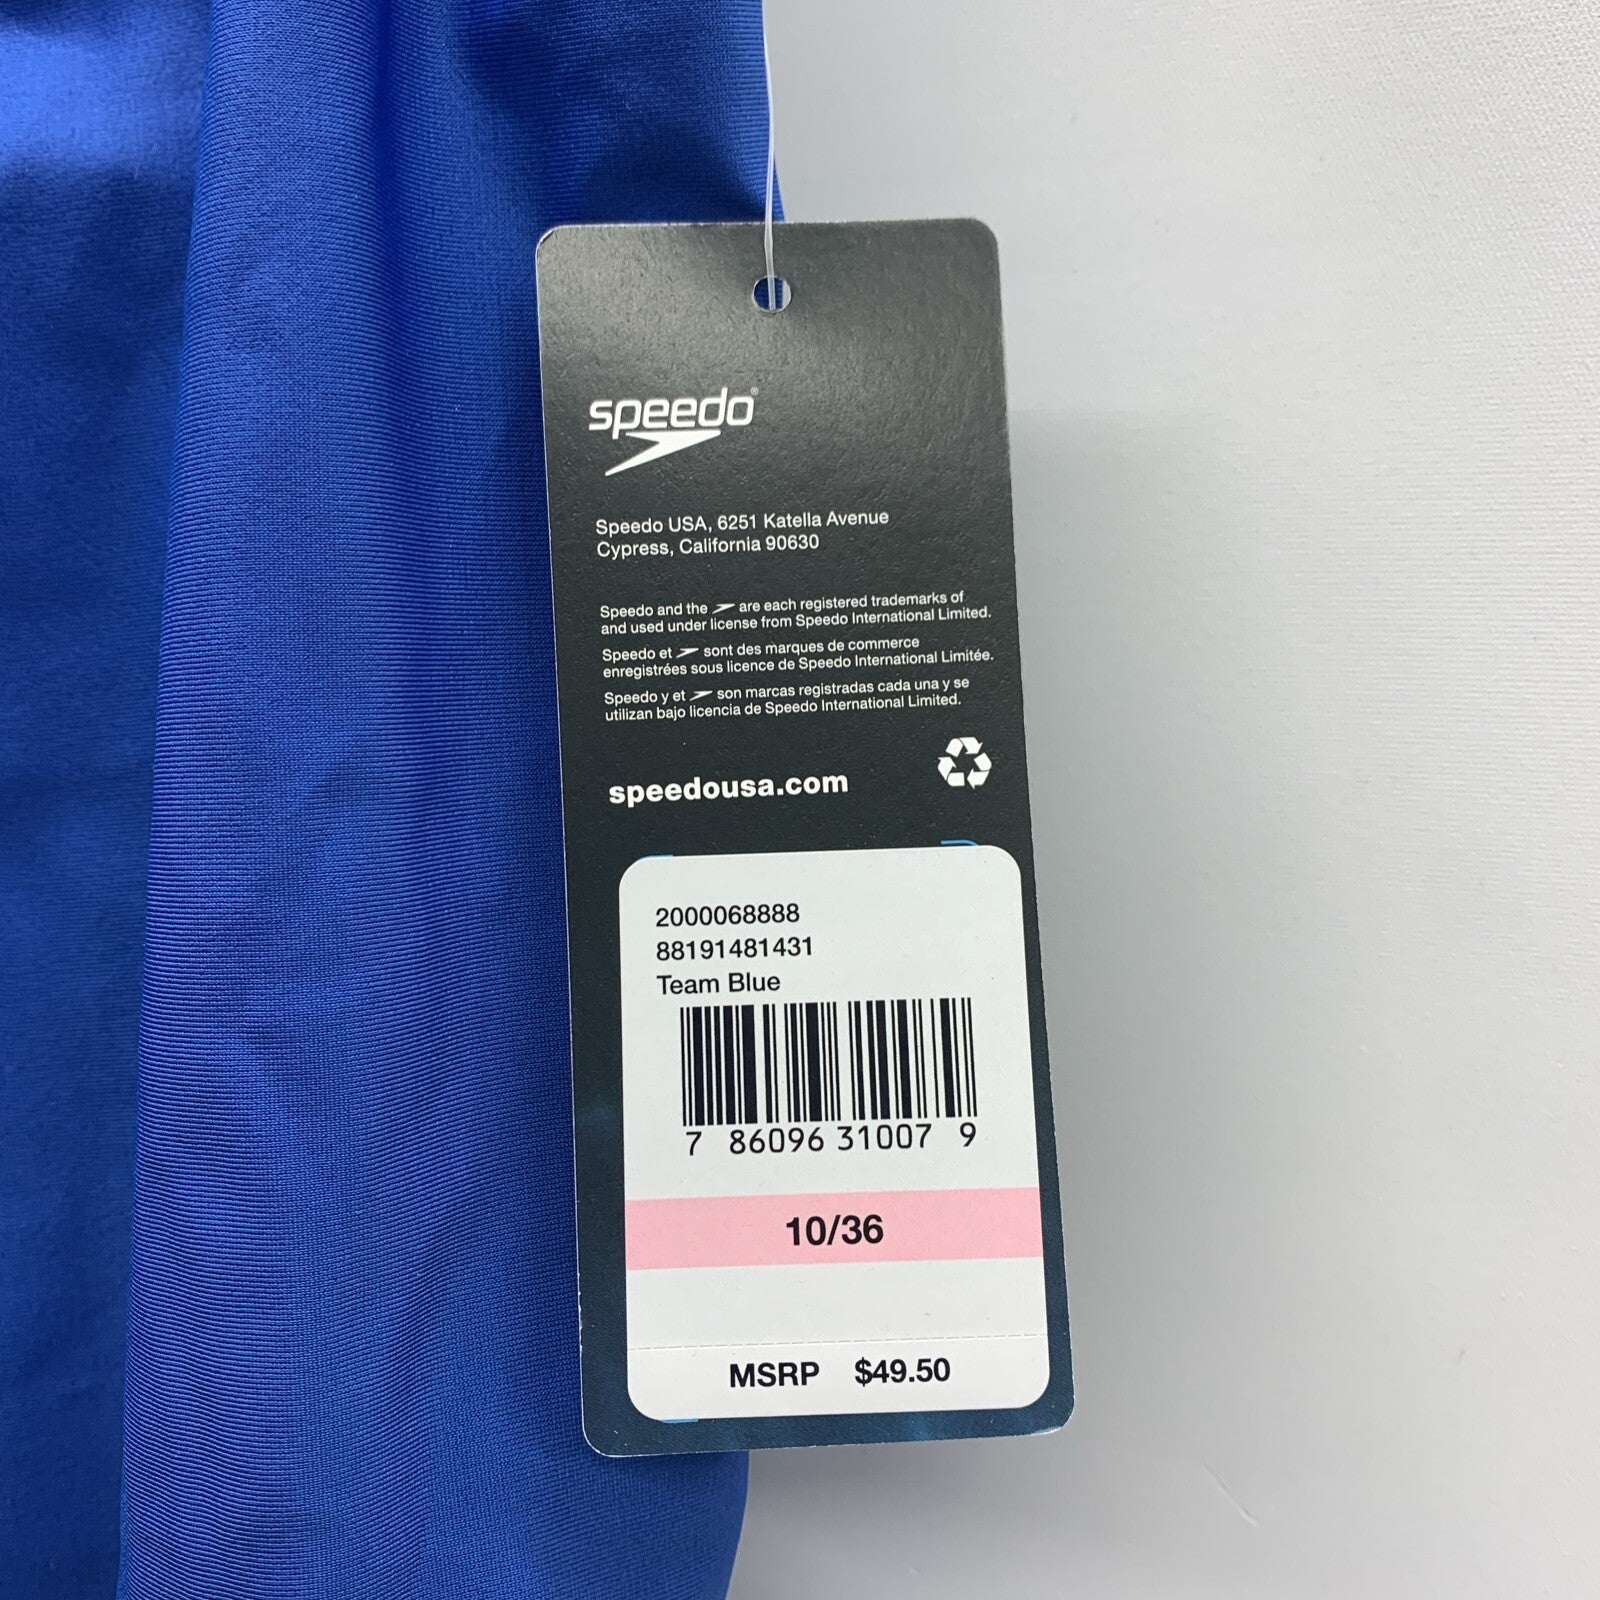 speedo®
Speedo USA, 6251 Katella Avenue
Cypress, California 90630
Speedo and the are each registered trademarks of
and used under license from Speedo International Limited.
Speedo et sont des marques de commerce
enregistrées sous licence de Speedo International Limitée.
Speedo y et son marcas registradas cada una y se
utilizan bajo licencia de Speedo International Limited.
speedousa.com
2000068888
88191481431
Team Blue
7 86096 31007 9
10/36
MSRP $49.50